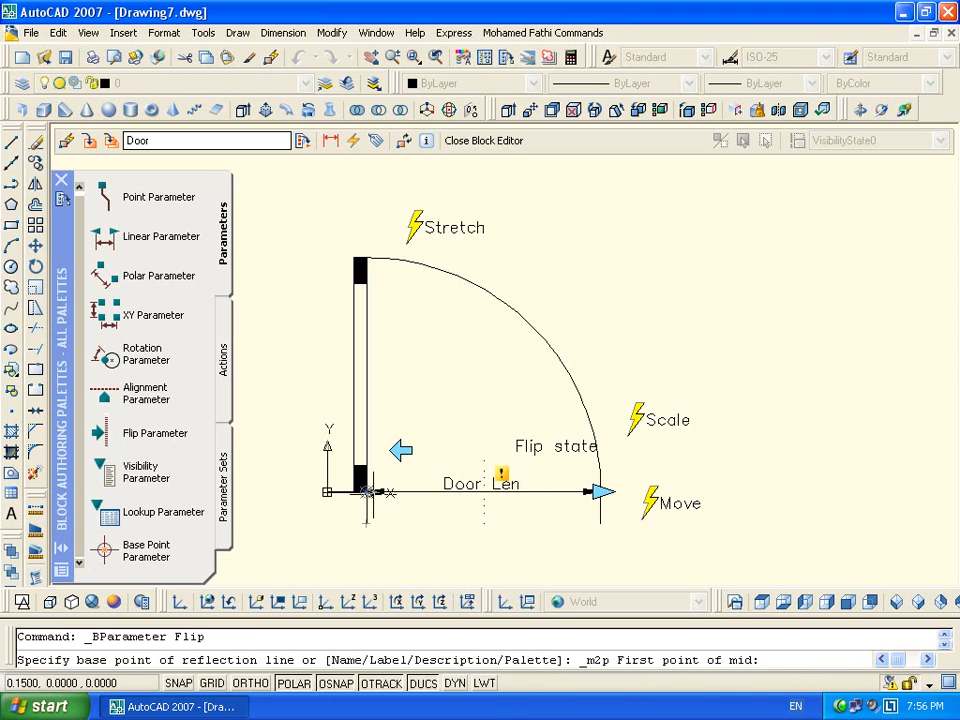 AutoCAD 2007 - [Drawing7.dwg]
File Edit View Insert Format Tools Draw Dimension Modify Window Help Express Mohamed Fathi Commands
Standard ISO-25 Standard
0 ByLayer ByLayer ByLayer ByColor
Door Close Block Editor VisibilityState0
Point Parameter
Linear Parameter
Polar Parameter
XY Parameter
Rotation
Parameter
Alignment
Parameter
Flip Parameter
Visibility
Parameter
Lookup Parameter
Base Point
Parameter
Parameters
Actions
Parameter Sets
BLOCK AUTHORING PALETTES - ALL PALETTES
Stretch
Scale
Flip state
Door Len
Move
Y
X
World
Command: _BParameter Flip
Specify base point of reflection line or [Name/Label/Description/Palette]: _m2p First point of mid:
0.1500, 0.0000, 0.0000 SNAP GRID ORTHO POLAR OSNAP OTRACK DUCS DYN LWT
start AutoCAD 2007 - [Dra... EN 7:56 PM